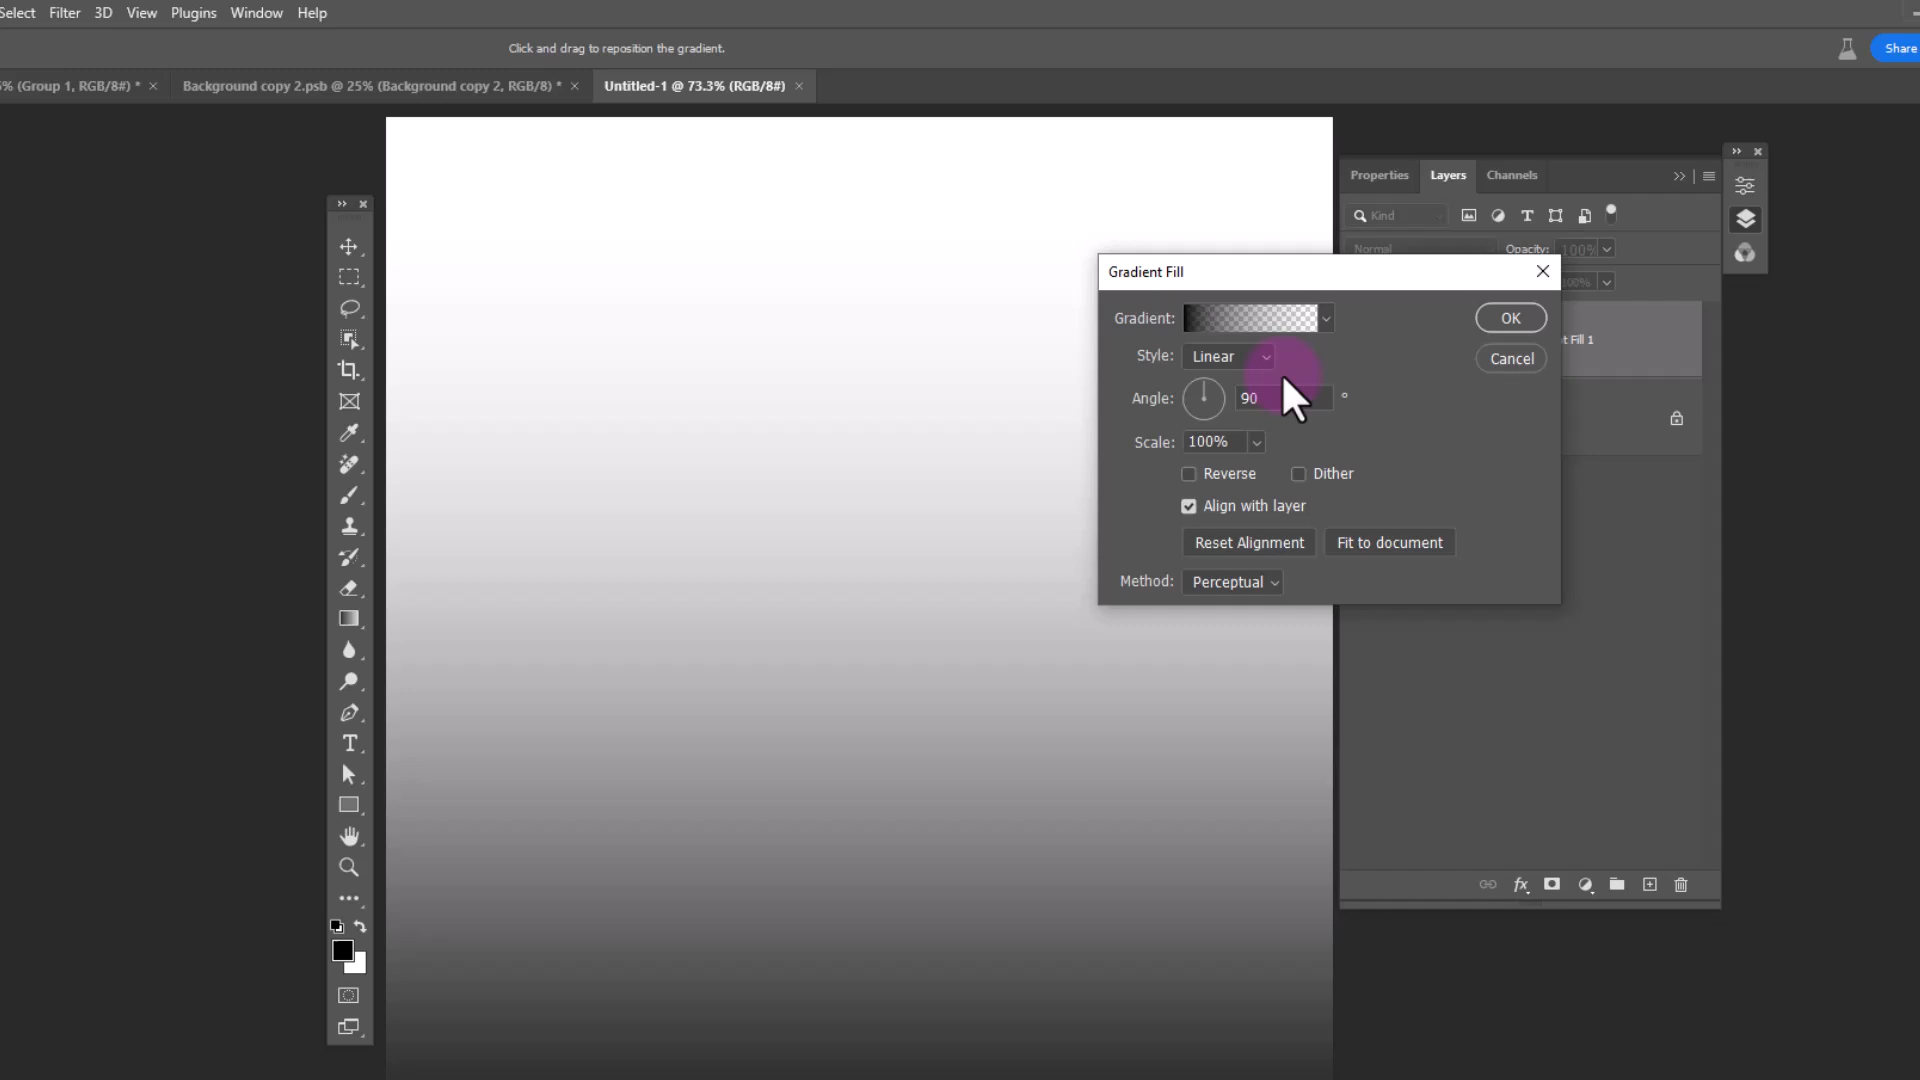 Select Filter 3D View Plugins Window Help
Click and drag to reposition the gradient.
Share
% (Group 1, RGB/8#) * × Background copy 2.psb @ 25% (Background copy 2, RGB/8) * × Untitled-1 @ 73.3% (RGB/8#) ×
Properties Layers Channels
Kind
Normal Opacity: 100%
100%
Gradient Fill
Gradient: OK
t Fill 1
Style: Linear Cancel
Angle: 90 °
Scale: 100%
Reverse Dither
Align with layer
Reset Alignment Fit to document
Method: Perceptual